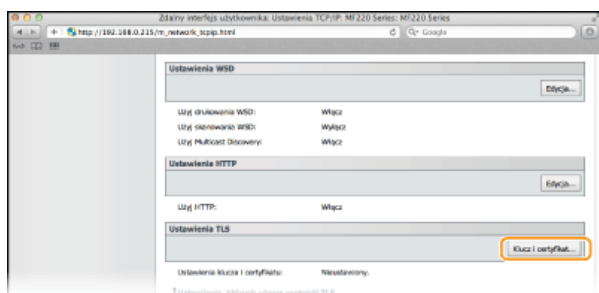 Zdalny interfejs użytkownika: Ustawienia TCP/IP: MF220 Series: MF220 Series
http://192.168.0.215/m_network_tcpip.html
Google
Ustawienia WSD
Edycja...
Użyj drukowania WSD: Włącz
Użyj skanowania WSD: Wyłącz
Użyj Multicast Discovery: Włącz
Ustawienia HTTP
Edycja...
Użyj HTTP: Włącz
Ustawienia TLS
Klucz i certyfikat...
Ustawienia klucza i certyfikatu: Nieustawiony.